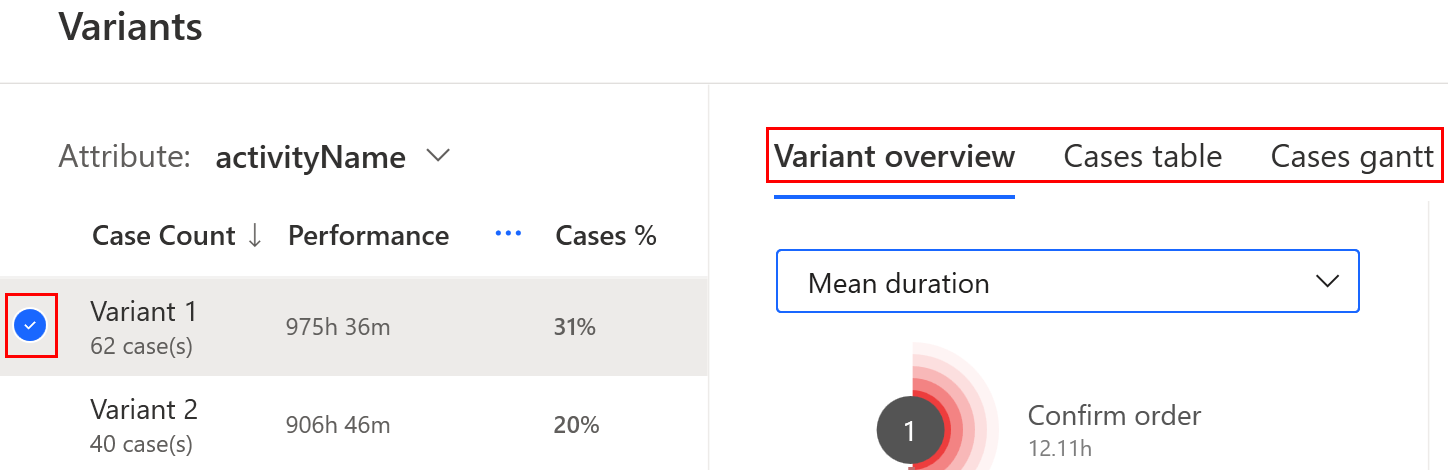 Variants
Attribute: activityName
Case Count ↓ Performance ... Cases %
Variant 1
62 case(s)
975h 36m
31%
Variant 2
40 case(s)
906h 46m
20%
Variant overview Cases table Cases gantt
Mean duration
1
Confirm order
12.11h